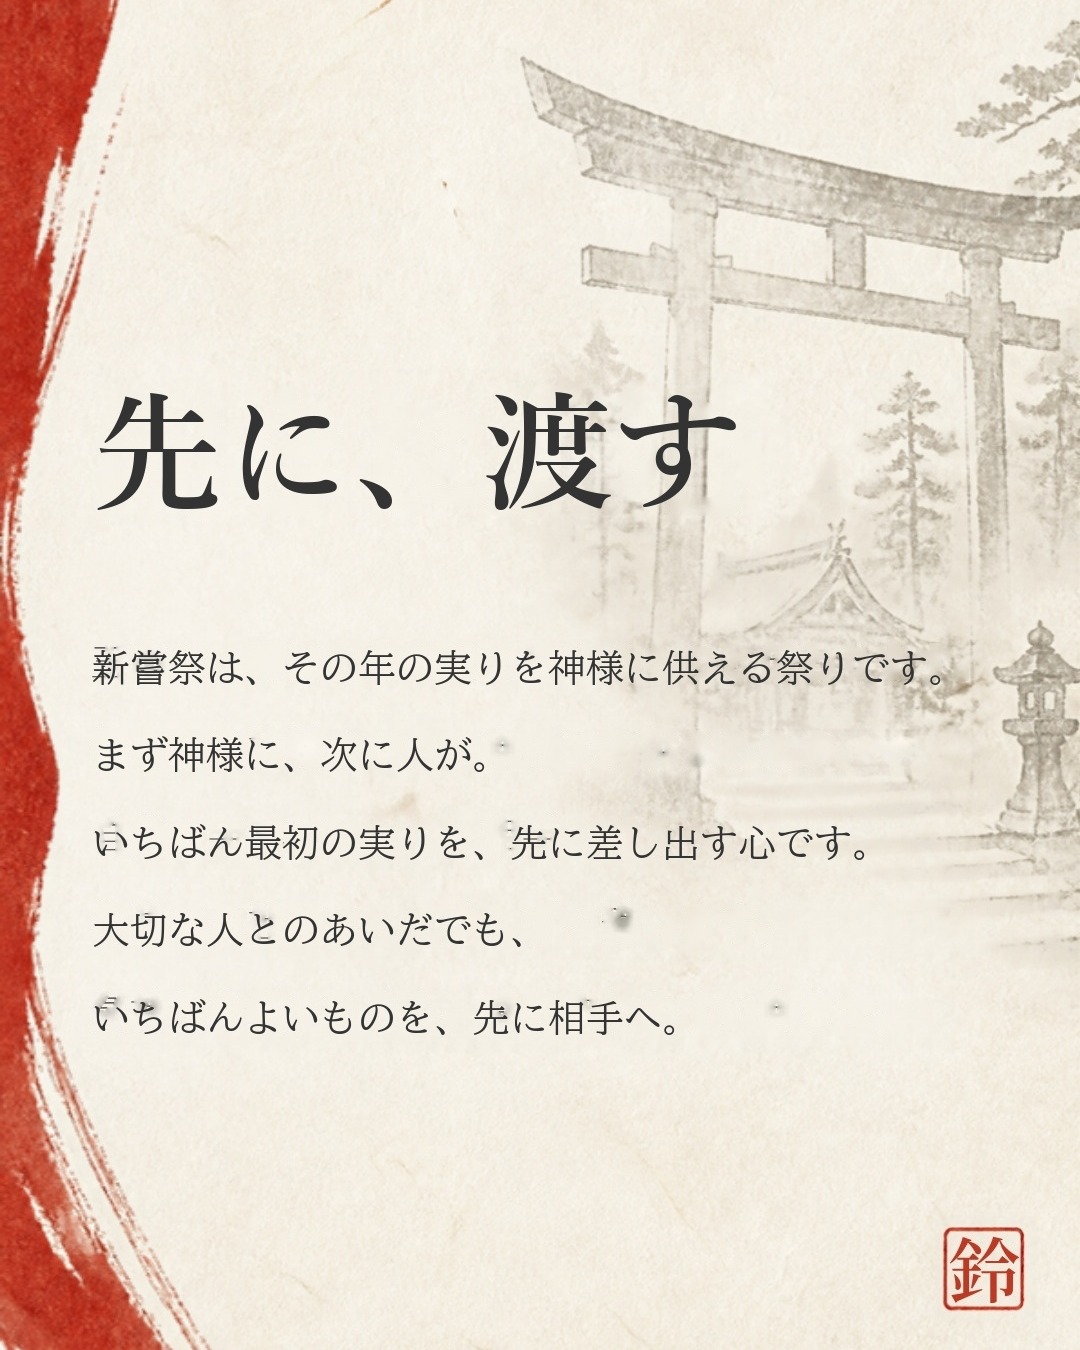 先に、渡す
新嘗祭は、その年の実りを神様に供える祭りです。
まず神様に、次に人が。
いちばん最初の実りを、先に差し出す心です。
大切な人とのあいだでも、
いちばんよいものを、先に相手へ。
鈴